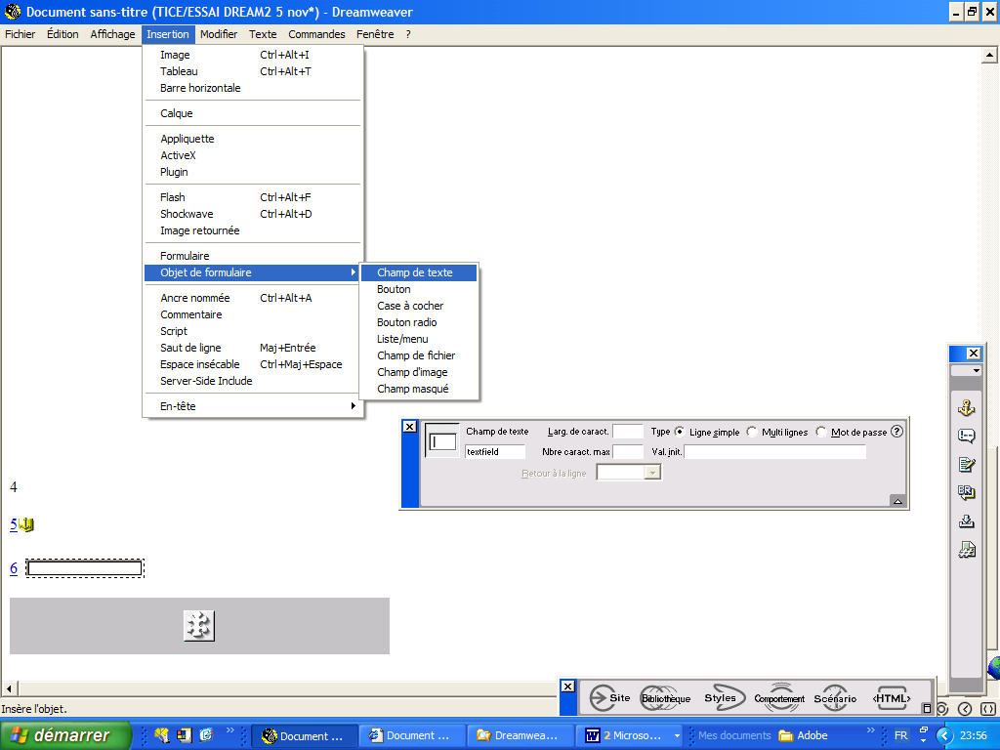 Document sans-titre (TICE/ESSAI DREAM2 5 nov*) - Dreamweaver
Fichier Édition Affichage Insertion Modifier Texte Commandes Fenêtre ?
Image Ctrl+Alt+I
Tableau Ctrl+Alt+T
Barre horizontale
Calque
Appliquette
ActiveX
Plugin
Flash Ctrl+Alt+F
Shockwave Ctrl+Alt+D
Image retournée
Formulaire
Objet de formulaire
Ancre nommée Ctrl+Alt+A
Commentaire
Script
Saut de ligne Maj+Entrée
Espace insécable Ctrl+Maj+Espace
Server-Side Include
En-tête
Champ de texte
Bouton
Case à cocher
Bouton radio
Liste/menu
Champ de fichier
Champ d'image
Champ masqué
Champ de texte Larg. de caract. Type Ligne simple Multi lignes Mot de passe ?
textfield Nbre caract. max Val. init.
Retour à la ligne
4
5
6
Site Bibliothèque Styles Comportement Scénario <HTML>
Insère l'objet.
démarrer » Document ... Document ... Dreamwea... 2 Microso... Mes documents Adobe » FR 23:56